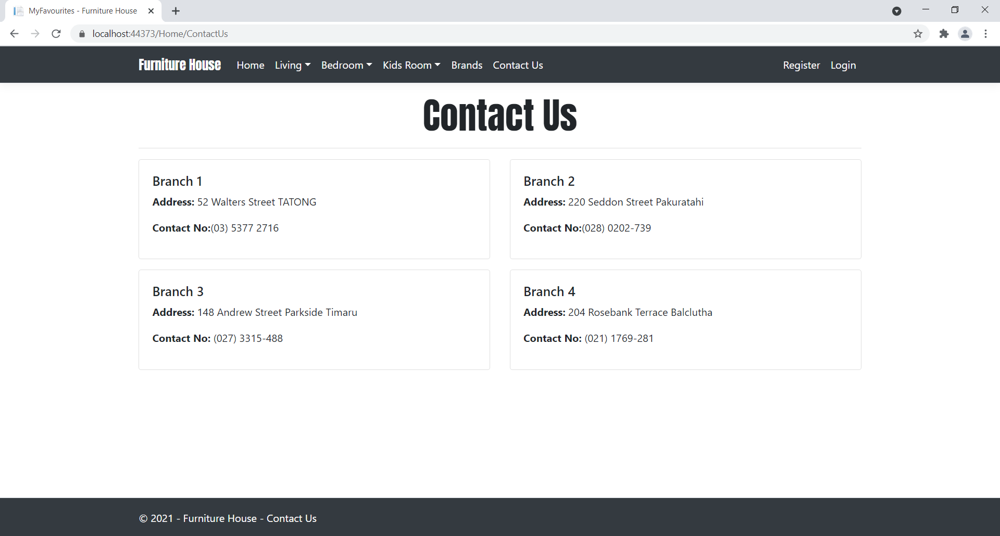 MyFavourites - Furniture House
localhost:44373/Home/ContactUs
Furniture House Home Living Bedroom Kids Room Brands Contact Us Register Login
Contact Us
Branch 1
Address: 52 Walters Street TATONG
Contact No:(03) 5377 2716
Branch 2
Address: 220 Seddon Street Pakuratahi
Contact No:(028) 0202-739
Branch 3
Address: 148 Andrew Street Parkside Timaru
Contact No: (027) 3315-488
Branch 4
Address: 204 Rosebank Terrace Balclutha
Contact No: (021) 1769-281
© 2021 - Furniture House - Contact Us